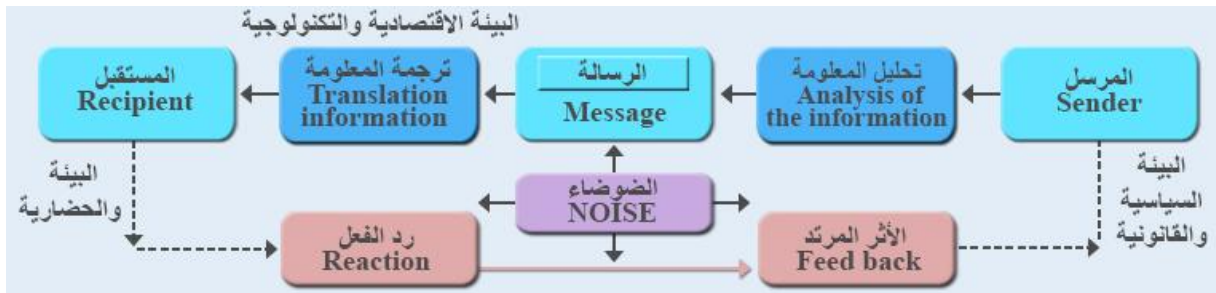 البيئة الاقتصادية والتكنولوجية
المرسل
Sender
تحليل المعلومة
Analysis of
the information
الرسالة
Message
ترجمة المعلومة
Translation
information
المستقبل
Recipient
البيئة
والحضارية
رد الفعل
Reaction
الضوضاء
NOISE
الأثر المرتد
Feed back
البيئة
السياسية
والقانونية